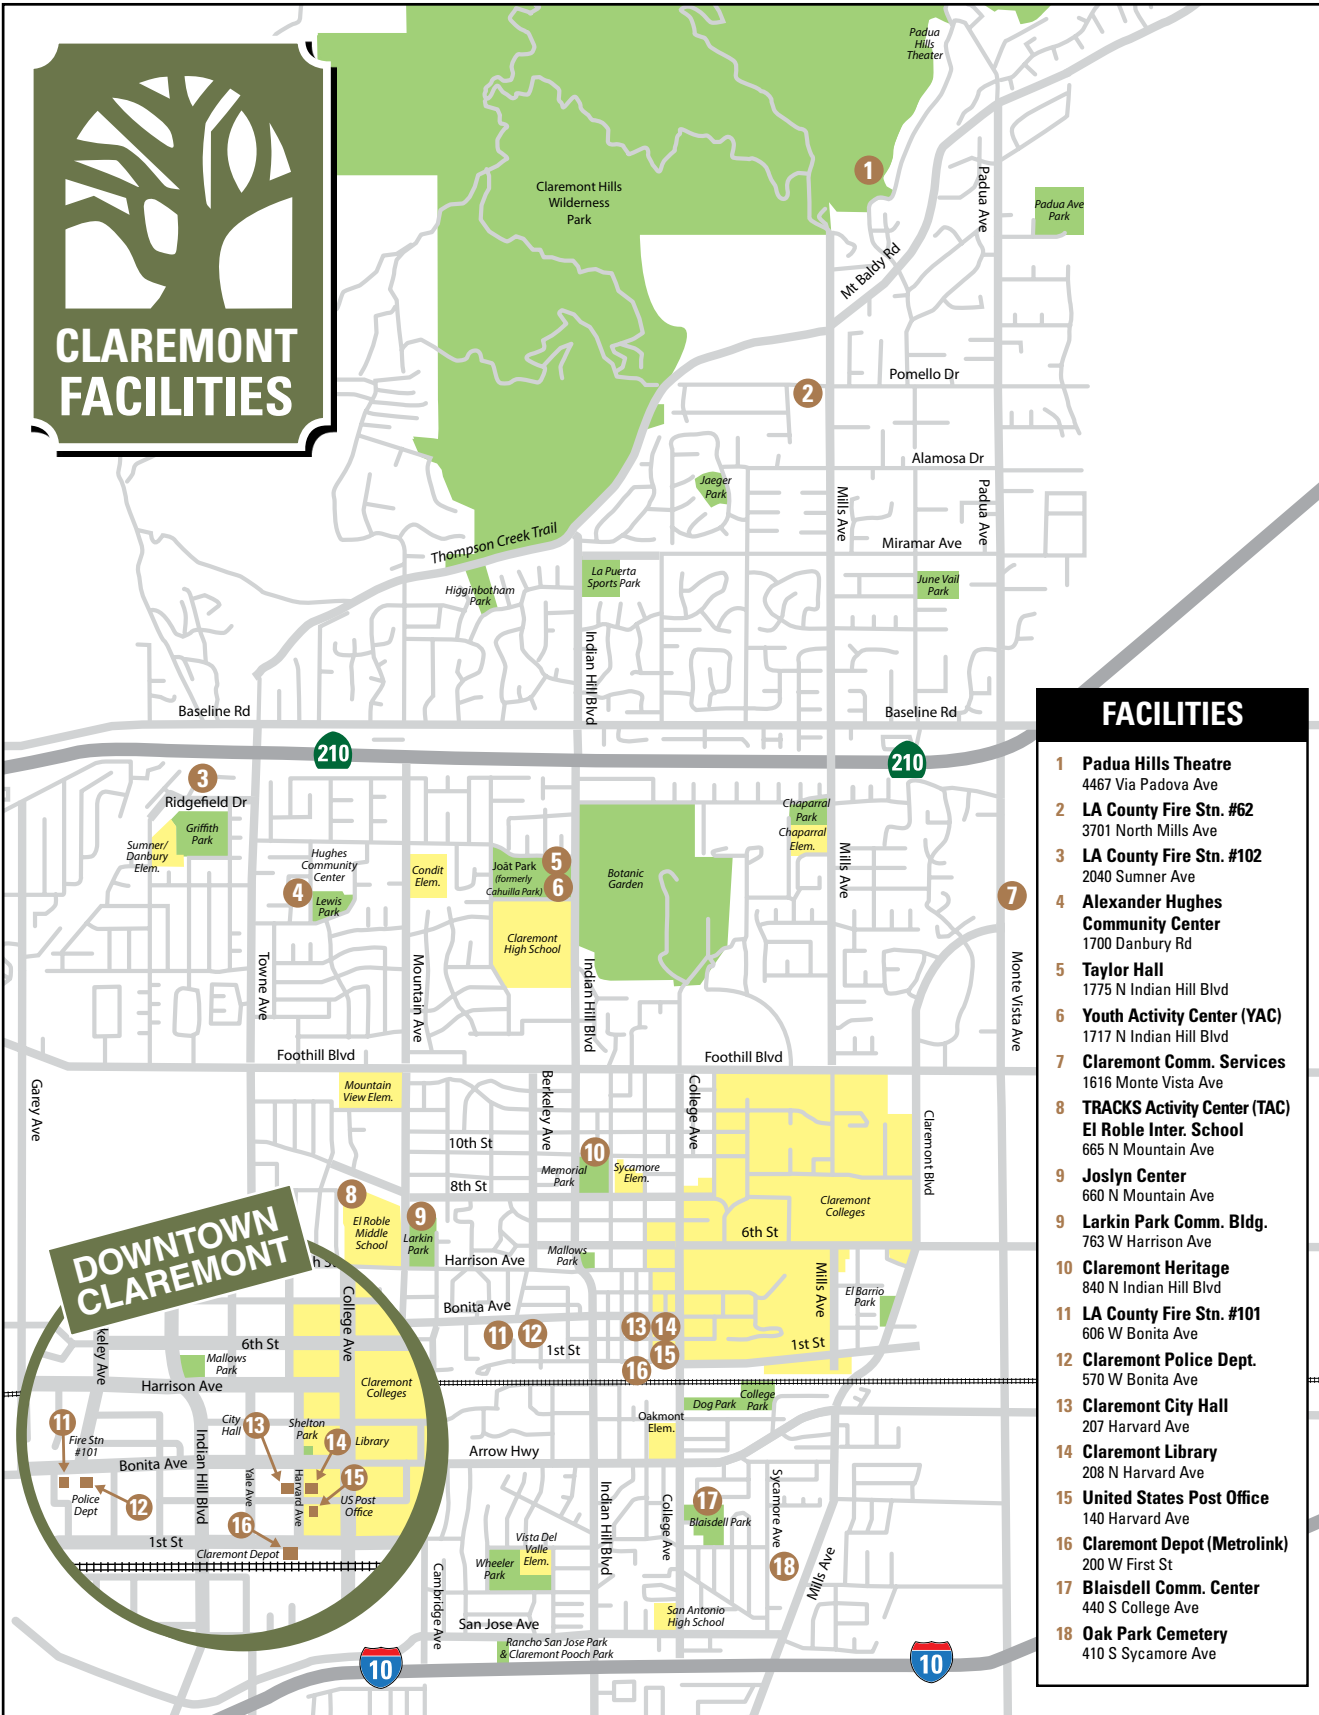 CLAREMONT
FACILITIES
Padua
Hills
Theater
1
Claremont Hills
Wilderness
Park
Padua Ave
Padua Ave
Park
Mt Baldy Rd
2
Pomello Dr
Alamosa Dr
Jaeger
Park
Mills Ave
Padua Ave
Thompson Creek Trail
Miramar Ave
Higginbotham
Park
La Puerta
Sports Park
June Vail
Park
Indian Hill Blvd
Baseline Rd
Baseline Rd
210
210
3
Ridgefield Dr
Griffith
Park
Sumner/
Danbury
Elem.
Hughes
Community
Center
4
Lewis
Park
Condit
Elem.
Joāt Park
(formerly
Cahuilla Park)
5
6
Botanic
Garden
Chaparral
Park
Chaparral
Elem.
Mills Ave
7
Claremont
High School
Towne Ave
Mountain Ave
Indian Hill Blvd
Monte Vista Ave
Foothill Blvd
Foothill Blvd
Garey Ave
Mountain
View Elem.
Berkeley Ave
College Ave
Claremont Blvd
10th St
10
Memorial
Park
Sycamore
Elem.
8th St
8
El Roble
Middle
School
9
Larkin
Park
Claremont
Colleges
6th St
Harrison Ave
Mallows
Park
Mills Ave
El Barrio
Park
Bonita Ave
11
12
1st St
13
14
15
16
1st St
Dog Park
College
Park
Oakmont
Elem.
Arrow Hwy
Indian Hill Blvd
College Ave
17
Blaisdell Park
Sycamore Ave
18
Mills Ave
Vista Del
Valle
Elem.
Wheeler
Park
Cambridge Ave
San Jose Ave
San Antonio
High School
Rancho San Jose Park
& Claremont Pooch Park
10
10
DOWNTOWN
CLAREMONT
h St
keley Ave
College Ave
6th St
Mallows
Park
Harrison Ave
Claremont
Colleges
11
Fire Stn
#101
City
Hall
13
Shelton
Park
14
Library
Bonita Ave
Indian Hill Blvd
Yale Ave
Harvard Ave
15
US Post
Office
Police
Dept
12
16
1st St
Claremont Depot
FACILITIES
1 Padua Hills Theatre
4467 Via Padova Ave
2 LA County Fire Stn. #62
3701 North Mills Ave
3 LA County Fire Stn. #102
2040 Sumner Ave
4 Alexander Hughes
Community Center
1700 Danbury Rd
5 Taylor Hall
1775 N Indian Hill Blvd
6 Youth Activity Center (YAC)
1717 N Indian Hill Blvd
7 Claremont Comm. Services
1616 Monte Vista Ave
8 TRACKS Activity Center (TAC)
El Roble Inter. School
665 N Mountain Ave
9 Joslyn Center
660 N Mountain Ave
9 Larkin Park Comm. Bldg.
763 W Harrison Ave
10 Claremont Heritage
840 N Indian Hill Blvd
11 LA County Fire Stn. #101
606 W Bonita Ave
12 Claremont Police Dept.
570 W Bonita Ave
13 Claremont City Hall
207 Harvard Ave
14 Claremont Library
208 N Harvard Ave
15 United States Post Office
140 Harvard Ave
16 Claremont Depot (Metrolink)
200 W First St
17 Blaisdell Comm. Center
440 S College Ave
18 Oak Park Cemetery
410 S Sycamore Ave